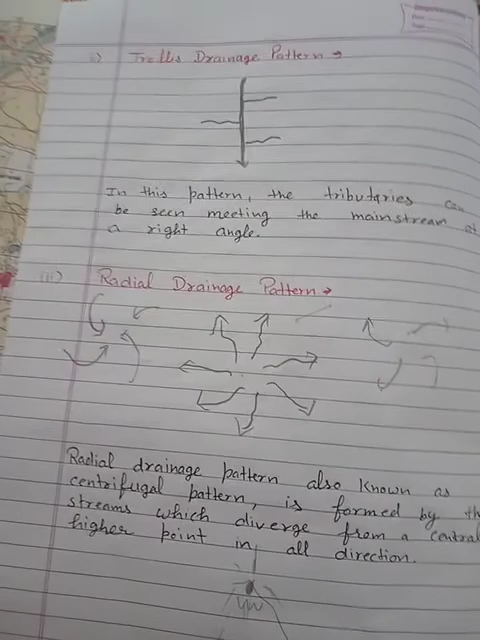 i) Trellis Drainage Pattern →
In this pattern, the tributaries can
be seen meeting the mainstream at
a right angle.
ii) Radial Drainage Pattern →
Radial drainage pattern also known as
centrifugal pattern, is formed by th
streams which diverge from a central
higher point in all direction.